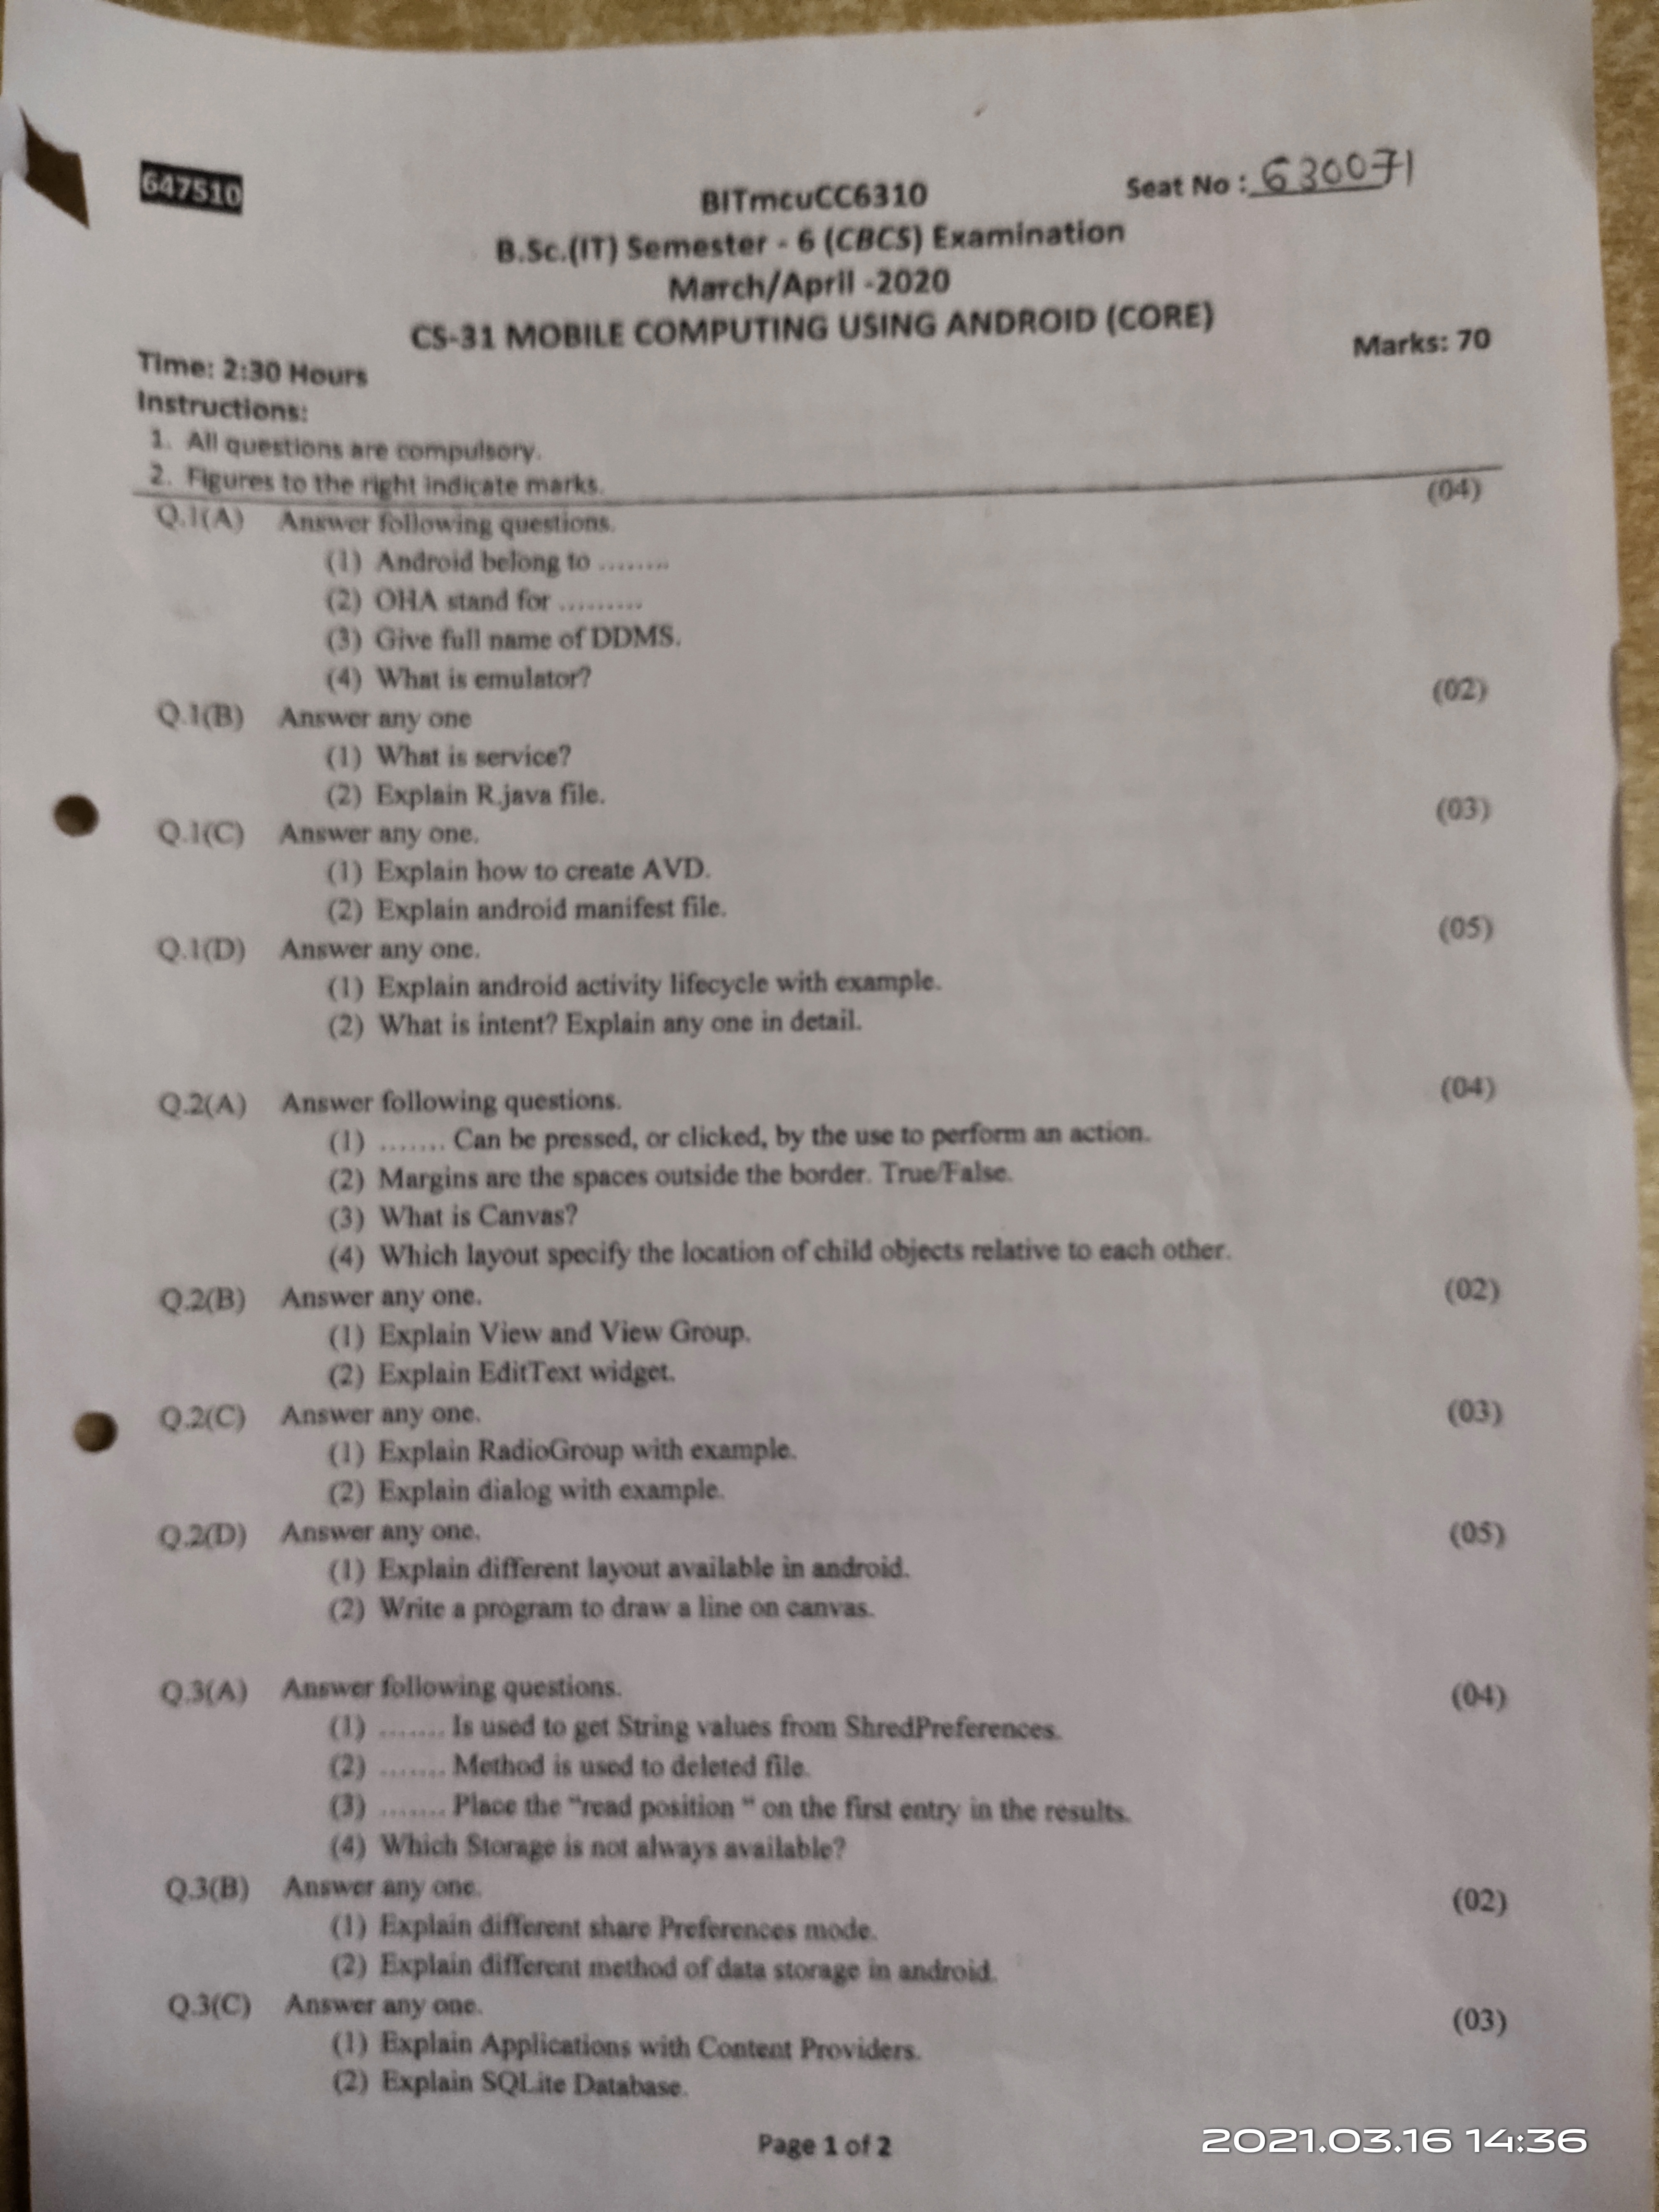 647510
BITmcuCC6310
Seat No : 630071
B.Sc.(IT) Semester - 6 (CBCS) Examination
March/April -2020
CS-31 MOBILE COMPUTING USING ANDROID (CORE)
Time: 2:30 Hours
Marks: 70
Instructions:
1. All questions are compulsory.
2. Figures to the right indicate marks.
Q.1(A) Answer following questions. (04)
(1) Android belong to ........
(2) OHA stand for .........
(3) Give full name of DDMS.
(4) What is emulator?
Q.1(B) Answer any one (02)
(1) What is service?
(2) Explain R.java file.
Q.1(C) Answer any one. (03)
(1) Explain how to create AVD.
(2) Explain android manifest file.
Q.1(D) Answer any one. (05)
(1) Explain android activity lifecycle with example.
(2) What is intent? Explain any one in detail.
Q.2(A) Answer following questions. (04)
(1) ....... Can be pressed, or clicked, by the use to perform an action.
(2) Margins are the spaces outside the border. True/False.
(3) What is Canvas?
(4) Which layout specify the location of child objects relative to each other.
Q.2(B) Answer any one. (02)
(1) Explain View and View Group.
(2) Explain EditText widget.
Q.2(C) Answer any one. (03)
(1) Explain RadioGroup with example.
(2) Explain dialog with example.
Q.2(D) Answer any one. (05)
(1) Explain different layout available in android.
(2) Write a program to draw a line on canvas.
Q.3(A) Answer following questions. (04)
(1) ....... Is used to get String values from ShredPreferences.
(2) ....... Method is used to deleted file.
(3) ....... Place the "read position " on the first entry in the results.
(4) Which Storage is not always available?
Q.3(B) Answer any one. (02)
(1) Explain different share Preferences mode.
(2) Explain different method of data storage in android.
Q.3(C) Answer any one. (03)
(1) Explain Applications with Content Providers.
(2) Explain SQLite Database.
Page 1 of 2
2021.03.16 14:36